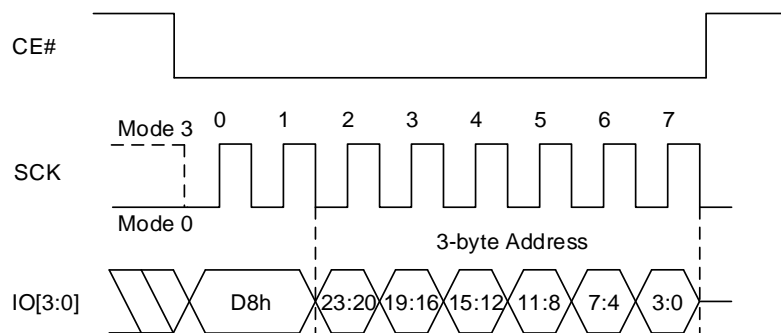 CE#
Mode 3
0 1 2 3 4 5 6 7
SCK
Mode 0
3-byte Address
IO[3:0]
D8h 23:20 19:16 15:12 11:8 7:4 3:0